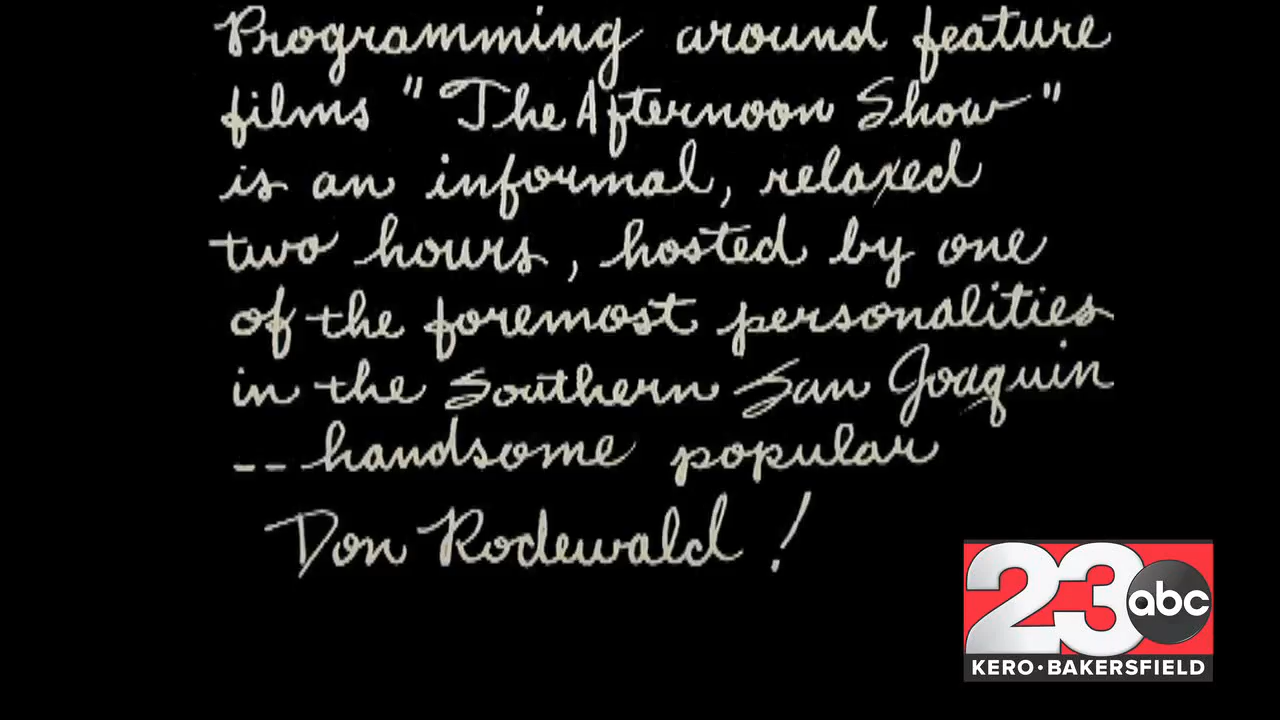 Programming around feature
films "The Afternoon Show"
is an informal, relaxed
two hours, hosted by one
of the foremost personalities
in the Southern San Joaquin
--handsome popular
Don Rodewald!
23 abc
KERO•BAKERSFIELD